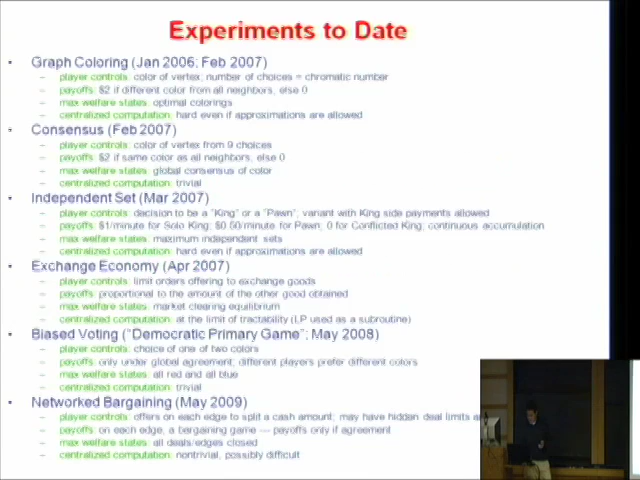 Experiments to Date
• Graph Coloring (Jan 2006; Feb 2007)
– player controls: color of vertex; number of choices = chromatic number
– payoffs: $2 if different color from all neighbors, else 0
– max welfare states: optimal colorings
– centralized computation: hard even if approximations are allowed
• Consensus (Feb 2007)
– player controls: color of vertex from 9 choices
– payoffs: $2 if same color as all neighbors, else 0
– max welfare states: global consensus of color
– centralized computation: trivial
• Independent Set (Mar 2007)
– player controls: decision to be a "King" or a "Pawn"; variant with King side payments allowed
– payoffs: $1/minute for Solo King; $0.50/minute for Pawn; 0 for Conflicted King; continuous accumulation
– max welfare states: maximum independent sets
– centralized computation: hard even if approximations are allowed
• Exchange Economy (Apr 2007)
– player controls: limit orders offering to exchange goods
– payoffs: proportional to the amount of the other good obtained
– max welfare states: market clearing equilibrium
– centralized computation: at the limit of tractability (LP used as a subroutine)
• Biased Voting ("Democratic Primary Game"; May 2008)
– player controls: choice of one of two colors
– payoffs: only under global agreement; different players prefer different colors
– max welfare states: all red and all blue
– centralized computation: trivial
• Networked Bargaining (May 2009)
– player controls: offers on each edge to split a cash amount; may have hidden deal limits
– payoffs: on each edge, a bargaining game --- payoffs only if agreement
– max welfare states: all deals/edges closed
– centralized computation: nontrivial, possibly difficult